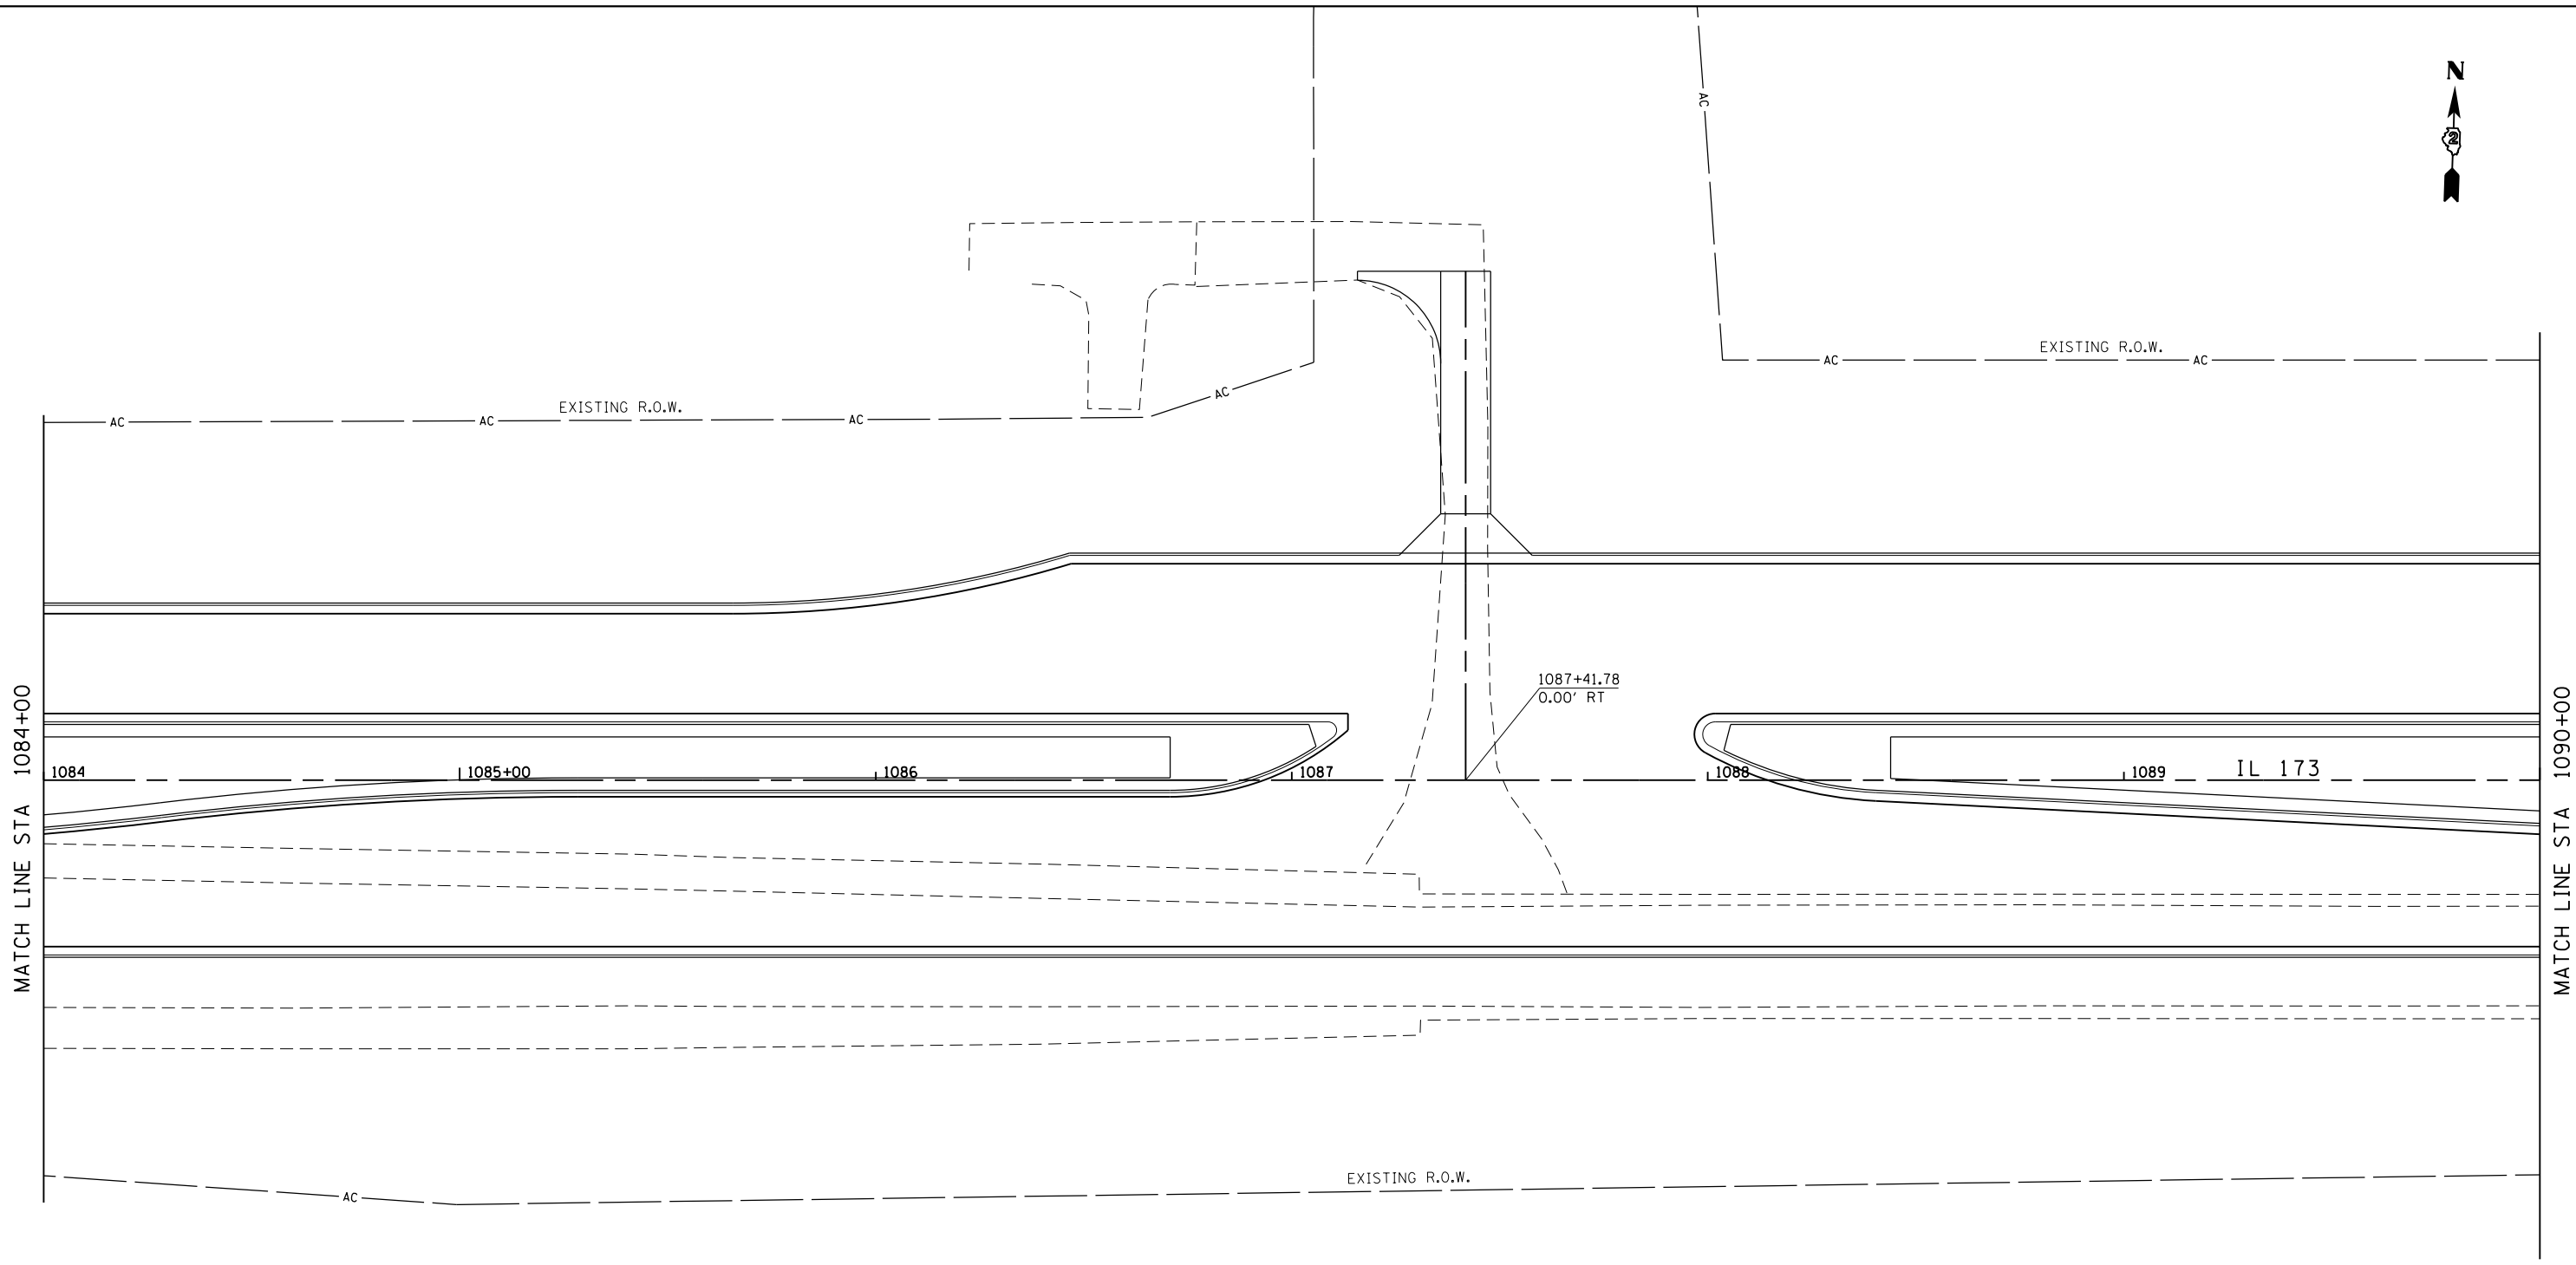 N
2
AC
EXISTING R.O.W.
AC
AC
EXISTING R.O.W.
AC
AC
AC
AC
1087+41.78
0.00' RT
MATCH LINE STA 1084+00
1084
1085+00
1086
1087
1088
1089
IL 173
MATCH LINE STA 1090+00
EXISTING R.O.W.
AC